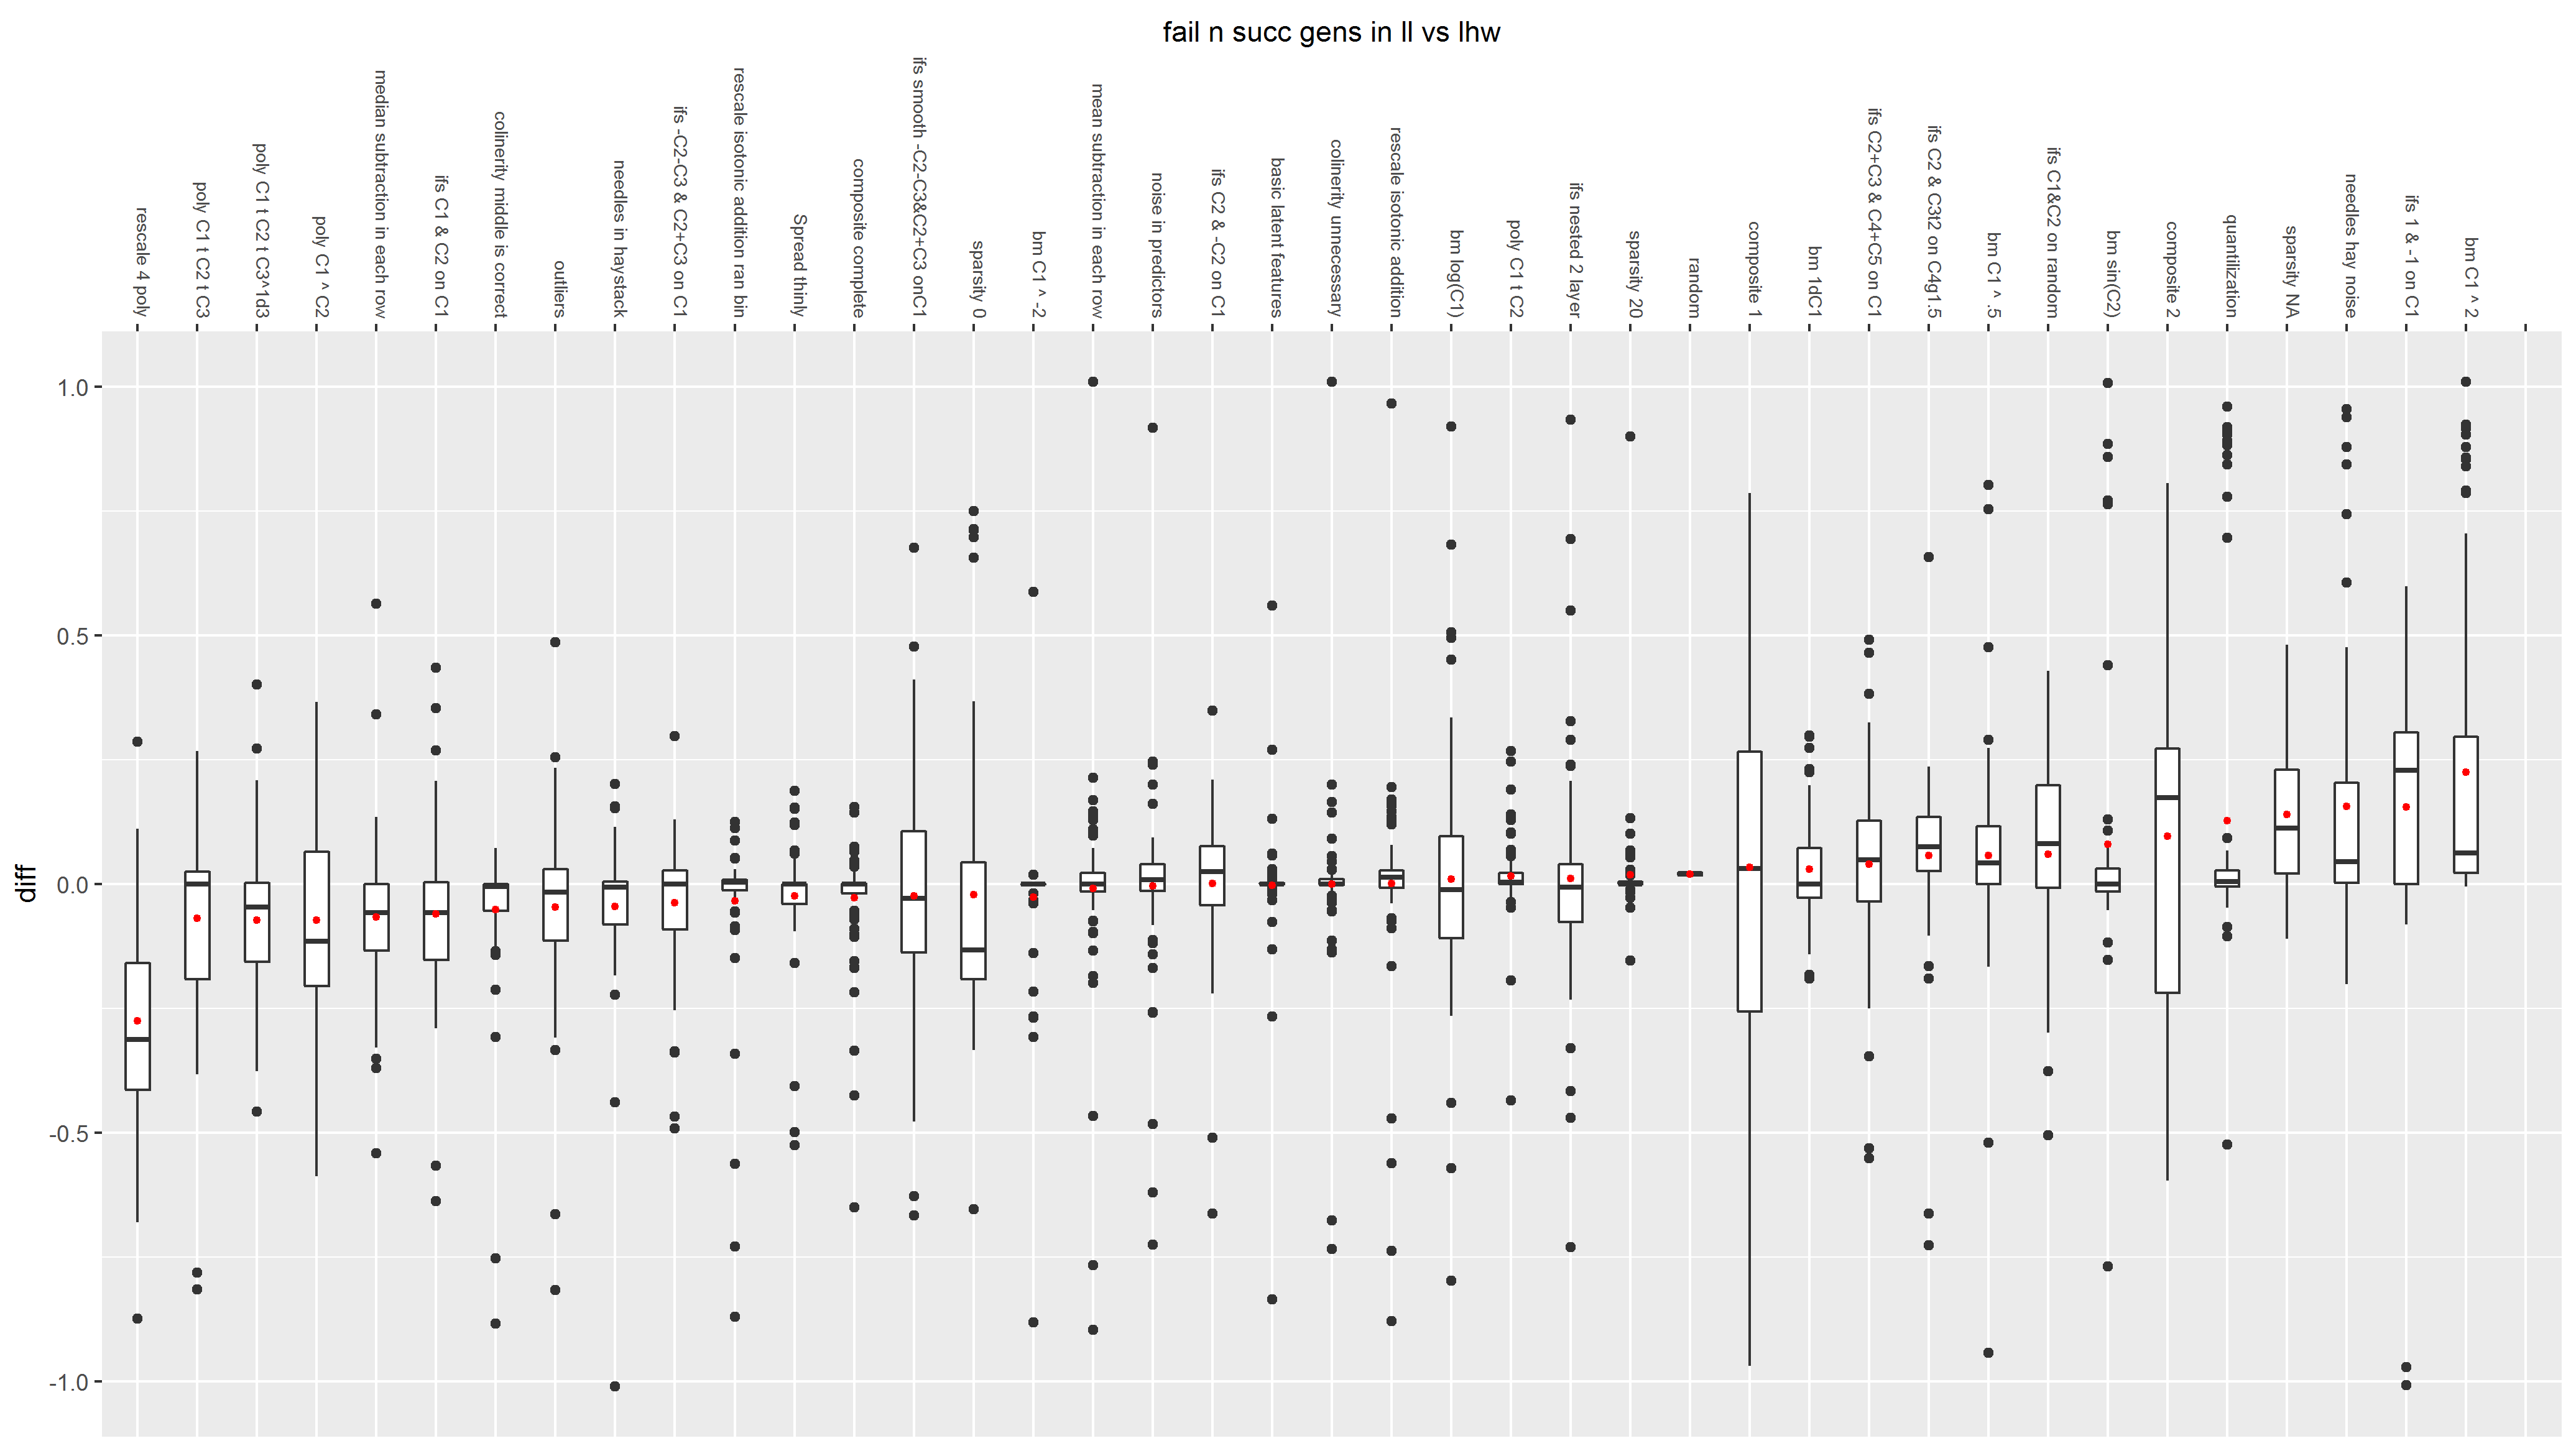 fail n succ gens in ll vs lhw
rescale 4 poly
poly C1 t C2 t C3
poly C1 t C2 t C3^1d3
poly C1 ^ C2
median subtraction in each row
ifs C1 & C2 on C1
colinerity middle is correct
outliers
needles in haystack
ifs -C2-C3 & C2+C3 on C1
rescale isotonic addition ran bin
Spread thinly
composite complete
ifs smooth -C2-C3&C2+C3 onC1
sparsity 0
bm C1 ^ -2
mean subtraction in each row
noise in predictors
ifs C2 & -C2 on C1
basic latent features
colinerity unnecessary
rescale isotonic addition
bm log(C1)
poly C1 t C2
ifs nested 2 layer
sparsity 20
random
composite 1
bm 1dC1
ifs C2+C3 & C4+C5 on C1
ifs C2 & C3t2 on C4g1.5
bm C1 ^ .5
ifs C1&C2 on random
bm sin(C2)
composite 2
quantilization
sparsity NA
needles hay noise
ifs 1 & -1 on C1
bm C1 ^ 2
1.0
0.5
0.0
-0.5
-1.0
diff